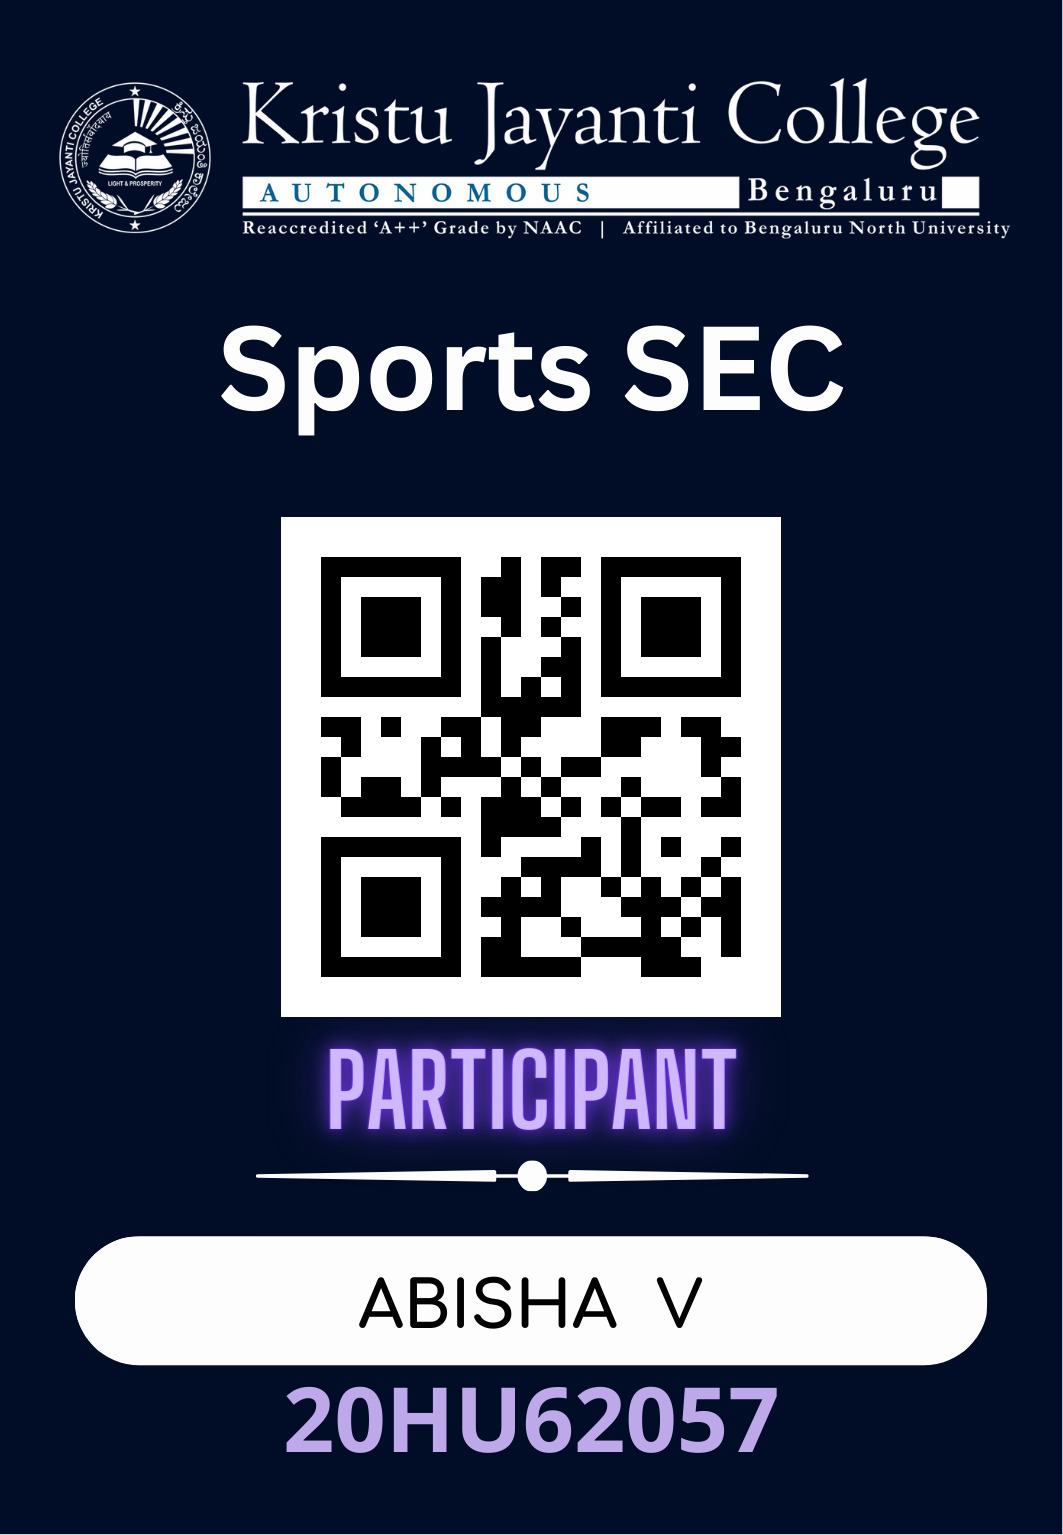 Kristu Jayanti College
AUTONOMOUS Bengaluru
Reaccredited ‘A++’ Grade by NAAC | Affiliated to Bengaluru North University
KRISTU JAYANTI COLLEGE
LIGHT & PROSPERITY
Sports SEC
PARTICIPANT
ABISHA V
20HU62057